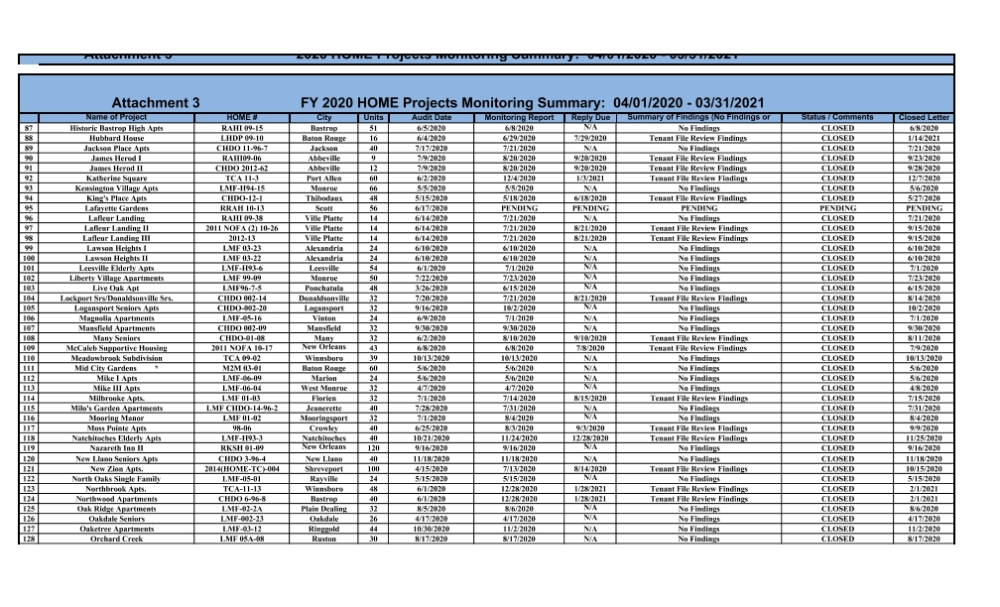 Attachment 3 2020 HOME Projects Monitoring Summary: 04/01/2020 - 03/31/2021
Attachment 3 FY 2020 HOME Projects Monitoring Summary: 04/01/2020 - 03/31/2021
Name of Project HOME # City Units Audit Date Monitoring Report Reply Due Summary of Findings (No Findings or Status / Comments Closed Letter
87 Historic Bastrop High Apts RAHI 09-15 Bastrop 51 6/5/2020 6/8/2020 N/A No Findings CLOSED 6/8/2020
88 Hubbard House LHDP 09-10 Baton Rouge 16 6/4/2020 6/29/2020 7/29/2020 Tenant File Review Findings CLOSED 1/14/2021
89 Jackson Place Apts CHDO 11-96-7 Jackson 40 7/17/2020 7/21/2020 N/A No Findings CLOSED 7/21/2020
90 James Herod I RAHI09-06 Abbeville 9 7/9/2020 8/20/2020 9/20/2020 Tenant File Review Findings CLOSED 9/23/2020
91 James Herod II CHDO 2012-62 Abbeville 12 7/9/2020 8/20/2020 9/20/2020 Tenant File Review Findings CLOSED 9/28/2020
92 Katherine Square TCA 11-3 Port Allen 60 6/2/2020 12/4/2020 1/3/2021 Tenant File Review Findings CLOSED 12/7/2020
93 Kensington Village Apts LMF-H94-15 Monroe 66 5/5/2020 5/5/2020 N/A No Findings CLOSED 5/6/2020
94 King's Place Apts CHDO-12-1 Thibodaux 48 5/15/2020 5/18/2020 6/18/2020 Tenant File Review Findings CLOSED 5/27/2020
95 Lafayette Gardens RRAH 10-13 Scott 56 6/17/2020 PENDING PENDING PENDING PENDING PENDING
96 Lafleur Landing RAHI 09-38 Ville Platte 14 6/14/2020 7/21/2020 N/A No Findings CLOSED 7/21/2020
97 Lafleur Landing II 2011 NOFA (2) 10-26 Ville Platte 14 6/14/2020 7/21/2020 8/21/2020 Tenant File Review Findings CLOSED 9/15/2020
98 Lafleur Landing III 2012-13 Ville Platte 14 6/14/2020 7/21/2020 8/21/2020 Tenant File Review Findings CLOSED 9/15/2020
99 Lawson Heights I LMF 03-23 Alexandria 24 6/10/2020 6/10/2020 N/A No Findings CLOSED 6/10/2020
100 Lawson Heights II LMF 03-22 Alexandria 24 6/10/2020 6/10/2020 N/A No Findings CLOSED 6/10/2020
101 Leesville Elderly Apts LMF-H93-6 Leesville 54 6/1/2020 7/1/2020 N/A No Findings CLOSED 7/1/2020
102 Liberty Village Apartments LMF 99-09 Monroe 50 7/22/2020 7/23/2020 N/A No Findings CLOSED 7/23/2020
103 Live Oak Apt LMF96-7-5 Ponchatula 48 3/26/2020 6/15/2020 N/A No Findings CLOSED 6/15/2020
104 Lockport Srs/Donaldsonville Srs. CHDO 002-14 Donaldsonville 32 7/20/2020 7/21/2020 8/21/2020 Tenant File Review Findings CLOSED 8/14/2020
105 Logansport Seniors Apts CHDO-002-20 Logansport 32 9/16/2020 10/2/2020 N/A No Findings CLOSED 10/2/2020
106 Magnolia Apartments LMF-05-16 Vinton 24 6/9/2020 7/1/2020 N/A No Findings CLOSED 7/1/2020
107 Mansfield Apartments CHDO 002-09 Mansfield 32 9/30/2020 9/30/2020 N/A No Findings CLOSED 9/30/2020
108 Many Seniors CHDO-01-08 Many 32 6/2/2020 8/10/2020 9/10/2020 Tenant File Review Findings CLOSED 8/11/2020
109 McCaleb Supportive Housing 2011 NOFA 10-17 New Orleans 43 6/8/2020 6/8/2020 7/8/2020 Tenant File Review Findings CLOSED 7/9/2020
110 Meadowbrook Subdivision TCA 09-02 Winnsboro 39 10/13/2020 10/13/2020 N/A No Findings CLOSED 10/13/2020
111 Mid City Gardens * M2M 03-01 Baton Rouge 60 5/6/2020 5/6/2020 N/A No Findings CLOSED 5/6/2020
112 Mike I Apts LMF-06-09 Marion 24 5/6/2020 5/6/2020 N/A No Findings CLOSED 5/6/2020
113 Mike III Apts LMF-06-04 West Monroe 32 4/7/2020 4/7/2020 N/A No Findings CLOSED 4/8/2020
114 Milbrooke Apts. LMF 01-03 Florien 32 7/1/2020 7/14/2020 8/15/2020 Tenant File Review Findings CLOSED 7/15/2020
115 Milo's Garden Apartments LMF CHDO-14-96-2 Jeanerette 40 7/28/2020 7/31/2020 N/A No Findings CLOSED 7/31/2020
116 Mooring Manor LMF 01-02 Mooringsport 32 7/1/2020 8/4/2020 N/A No Findings CLOSED 8/4/2020
117 Moss Pointe Apts 98-06 Crowley 40 6/25/2020 8/3/2020 9/3/2020 Tenant File Review Findings CLOSED 9/9/2020
118 Natchitoches Elderly Apts LMF-H93-3 Natchitoches 40 10/21/2020 11/24/2020 12/28/2020 Tenant File Review Findings CLOSED 11/25/2020
119 Nazareth Inn II RKSH 01-09 New Orleans 120 9/16/2020 9/16/2020 N/A No Findings CLOSED 9/16/2020
120 New Llano Seniors Apts CHDO 3-96-4 New Llano 40 11/18/2020 11/18/2020 N/A No Findings CLOSED 11/18/2020
121 New Zion Apts. 2014(HOME-TC)-004 Shreveport 100 4/15/2020 7/13/2020 8/14/2020 Tenant File Review Findings CLOSED 10/15/2020
122 North Oaks Single Family LMF-05-01 Rayville 24 5/15/2020 5/15/2020 N/A No Findings CLOSED 5/15/2020
123 Northbrook Apts. TCA-11-13 Winnsboro 48 6/1/2020 12/28/2020 1/28/2021 Tenant File Review Findings CLOSED 2/1/2021
124 Northwood Apartments CHDO 6-96-8 Bastrop 40 6/1/2020 12/28/2020 1/28/2021 Tenant File Review Findings CLOSED 2/1/2021
125 Oak Ridge Apartments LMF-02-2A Plain Dealing 32 8/5/2020 8/6/2020 N/A No Findings CLOSED 8/6/2020
126 Oakdale Seniors LMF-002-23 Oakdale 26 4/17/2020 4/17/2020 N/A No Findings CLOSED 4/17/2020
127 Oaketree Apartments LMF-03-12 Ringgold 44 10/30/2020 11/2/2020 N/A No Findings CLOSED 11/2/2020
128 Orchard Creek LMF 05A-08 Ruston 30 8/17/2020 8/17/2020 N/A No Findings CLOSED 8/17/2020